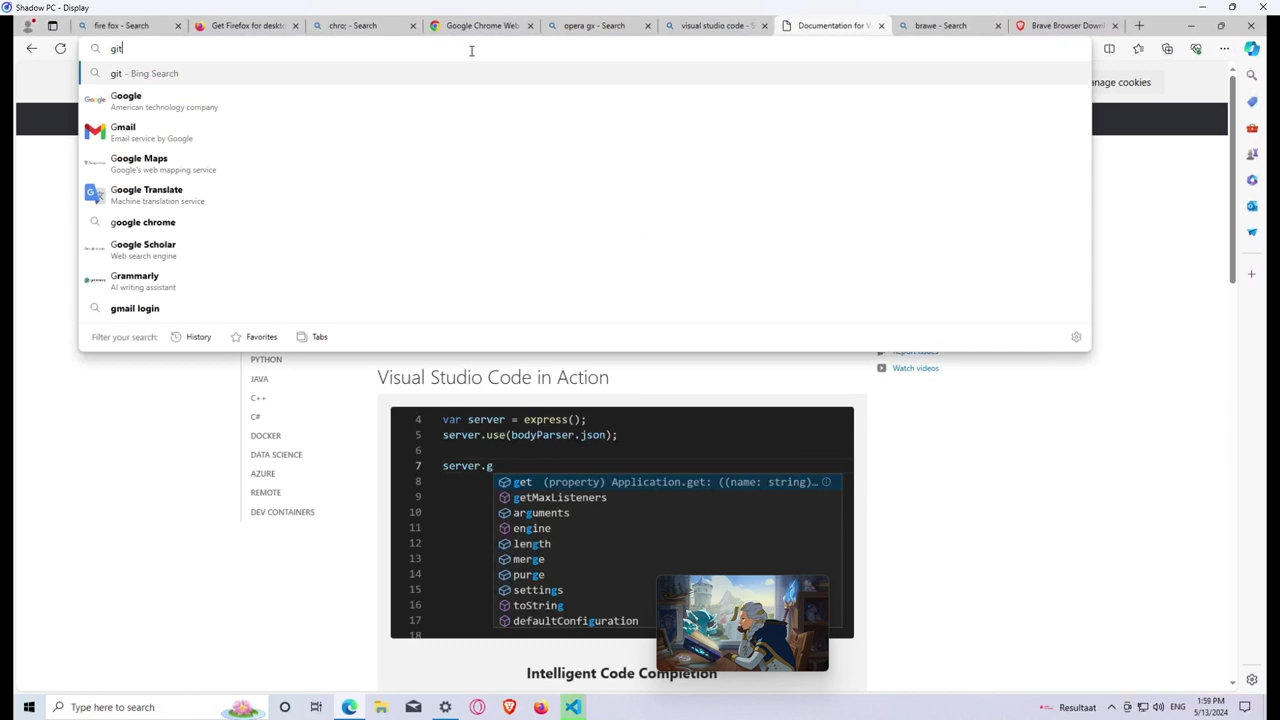 Shadow PC - Display
fire fox - Search
Get Firefox for deskt
chro; - Search
Google Chrome Web
opera gx - Search
visual studio code - S
Documentation for V
brawe - Search
Brave Browser Downl
git
git - Bing Search
Google
American technology company
Gmail
Email service by Google
Google Maps
Google's web mapping service
Google Translate
Machine translation service
google chrome
Google Scholar
Web search engine
Grammarly
AI writing assistant
gmail login
Filter your search: History Favorites Tabs
nage cookies
PYTHON
JAVA
C++
C#
DOCKER
DATA SCIENCE
AZURE
REMOTE
DEV CONTAINERS
Report issues
Watch videos
Visual Studio Code in Action
4 var server = express();
5 server.use(bodyParser.json);
6
7 server.g
8 get (property) Application.get: ((name: string)…
9 getMaxListeners
10 arguments
11 engine
12 length
13 merge
14 purge
15 settings
16 toString
17 defaultConfiguration
18
Intelligent Code Completion
Type here to search
Resultaat
ENG
1:59 PM
5/13/2024